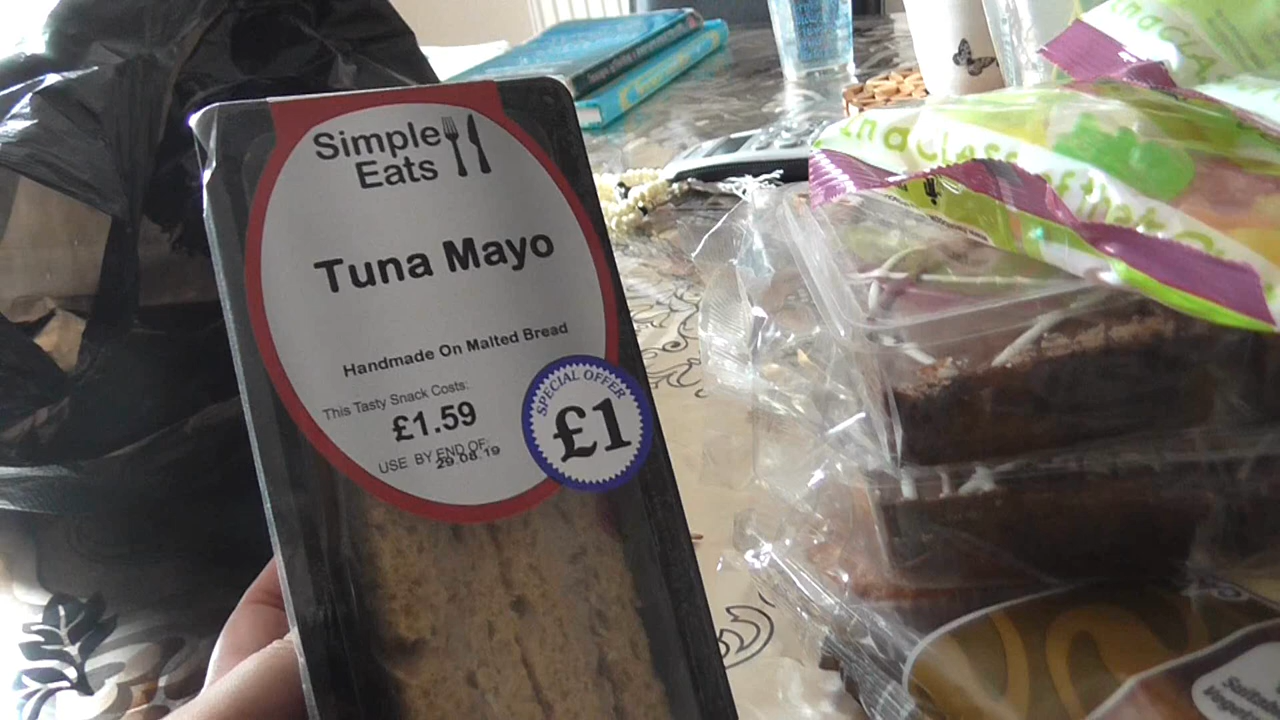 Simple
Eats
Tuna Mayo
Handmade On Malted Bread
This Tasty Snack Costs:
£1.59
USE BY END OF:
29.08.19
SPECIAL OFFER
£1